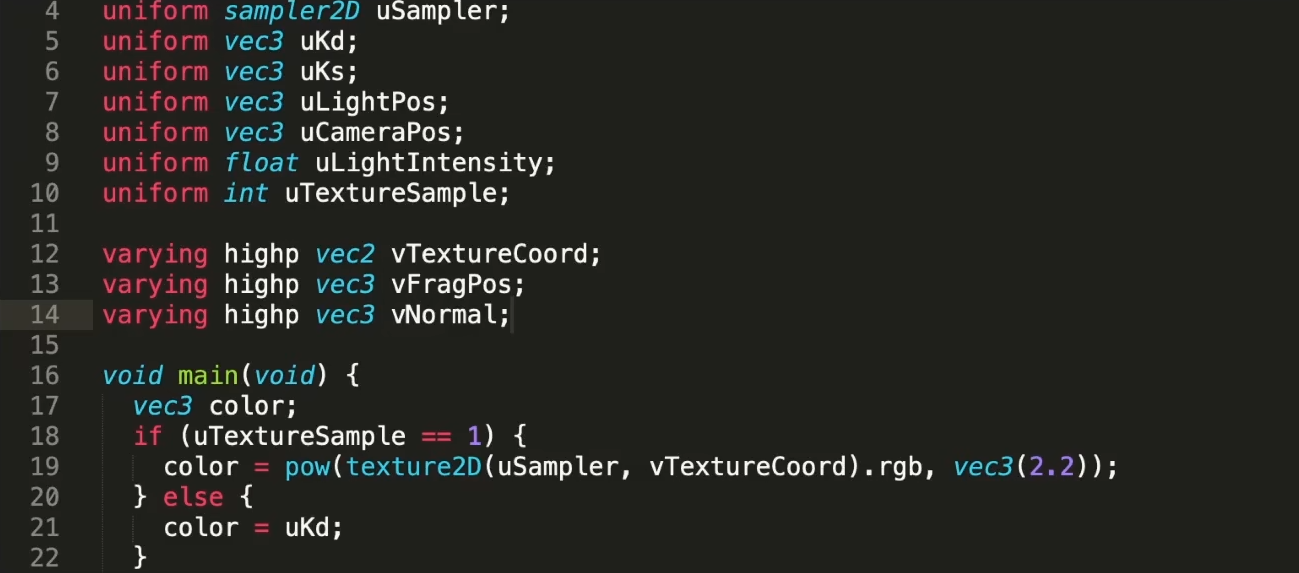 4 uniform sampler2D uSampler;
5 uniform vec3 uKd;
6 uniform vec3 uKs;
7 uniform vec3 uLightPos;
8 uniform vec3 uCameraPos;
9 uniform float uLightIntensity;
10 uniform int uTextureSample;
11
12 varying highp vec2 vTextureCoord;
13 varying highp vec3 vFragPos;
14 varying highp vec3 vNormal;
15
16 void main(void) {
17   vec3 color;
18   if (uTextureSample == 1) {
19     color = pow(texture2D(uSampler, vTextureCoord).rgb, vec3(2.2));
20   } else {
21     color = uKd;
22   }